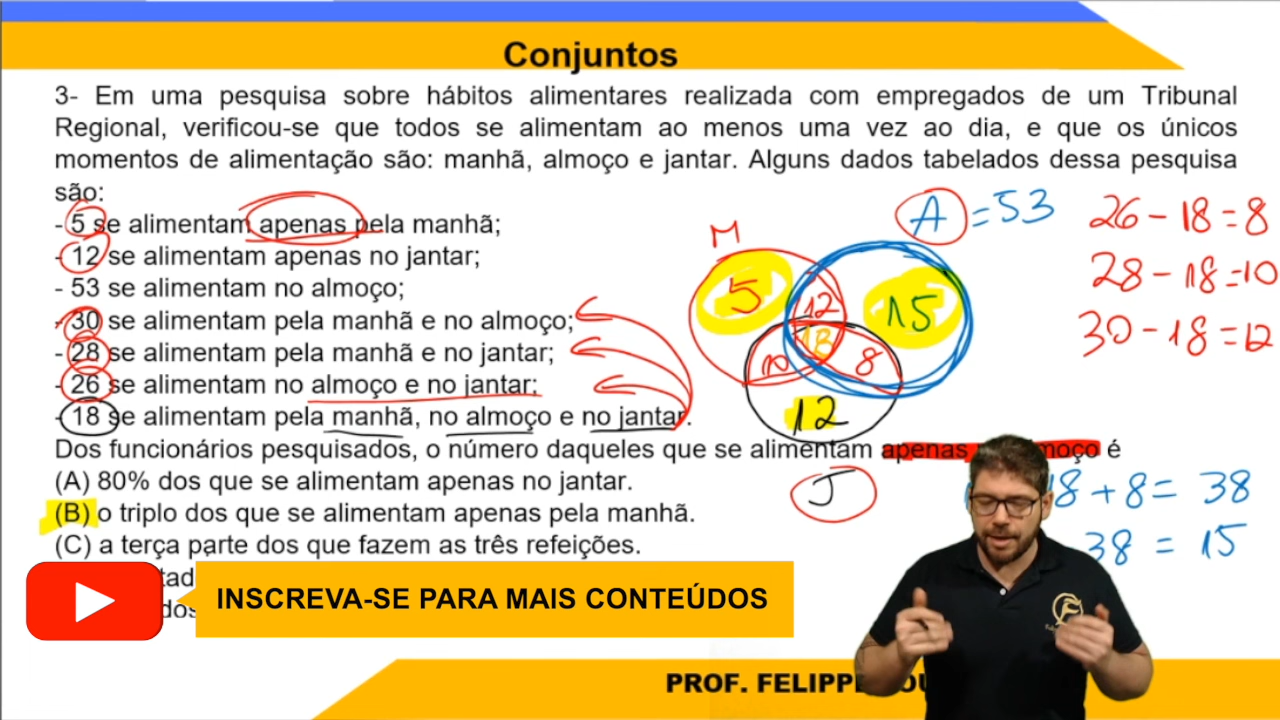 Conjuntos
3- Em uma pesquisa sobre hábitos alimentares realizada com empregados de um Tribunal
Regional, verificou-se que todos se alimentam ao menos uma vez ao dia, e que os únicos
momentos de alimentação são: manhã, almoço e jantar. Alguns dados tabelados dessa pesquisa
são:
- 5 se alimentam apenas pela manhã;
- 12 se alimentam apenas no jantar;
- 53 se alimentam no almoço;
- 30 se alimentam pela manhã e no almoço;
- 28 se alimentam pela manhã e no jantar;
- 26 se alimentam no almoço e no jantar;
- 18 se alimentam pela manhã, no almoço e no jantar.
Dos funcionários pesquisados, o número daqueles que se alimentam apenas é
(A) 80% dos que se alimentam apenas no jantar.
(B) o triplo dos que se alimentam apenas pela manhã.
(C) a terça parte dos que fazem as três refeições.
A = 53
26 - 18 = 8
28 - 18 = 10
30 - 18 = 12
M
5
12
15
18
10
8
12
J
18 + 8 = 38
38 = 15
INSCREVA-SE PARA MAIS CONTEÚDOS
PROF.